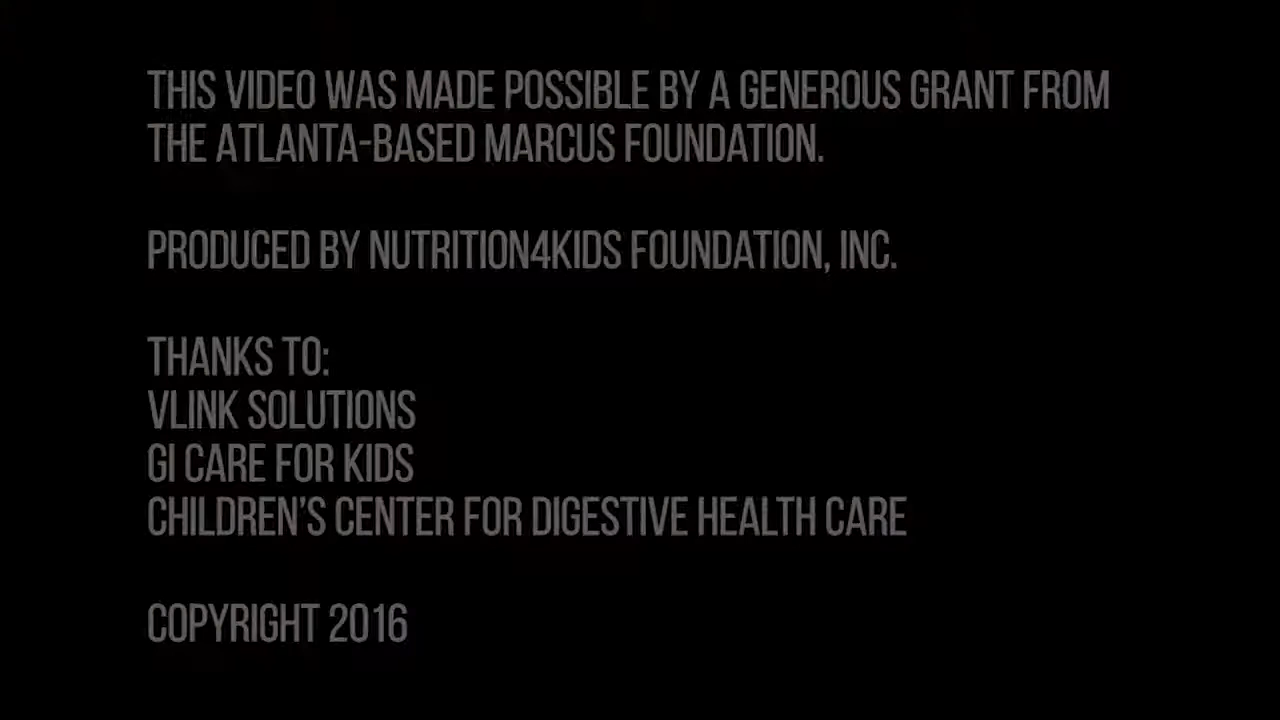 THIS VIDEO WAS MADE POSSIBLE BY A GENEROUS GRANT FROM
THE ATLANTA-BASED MARCUS FOUNDATION.
PRODUCED BY NUTRITION4KIDS FOUNDATION, INC.
THANKS TO:
VLINK SOLUTIONS
GI CARE FOR KIDS
CHILDREN’S CENTER FOR DIGESTIVE HEALTH CARE
COPYRIGHT 2016